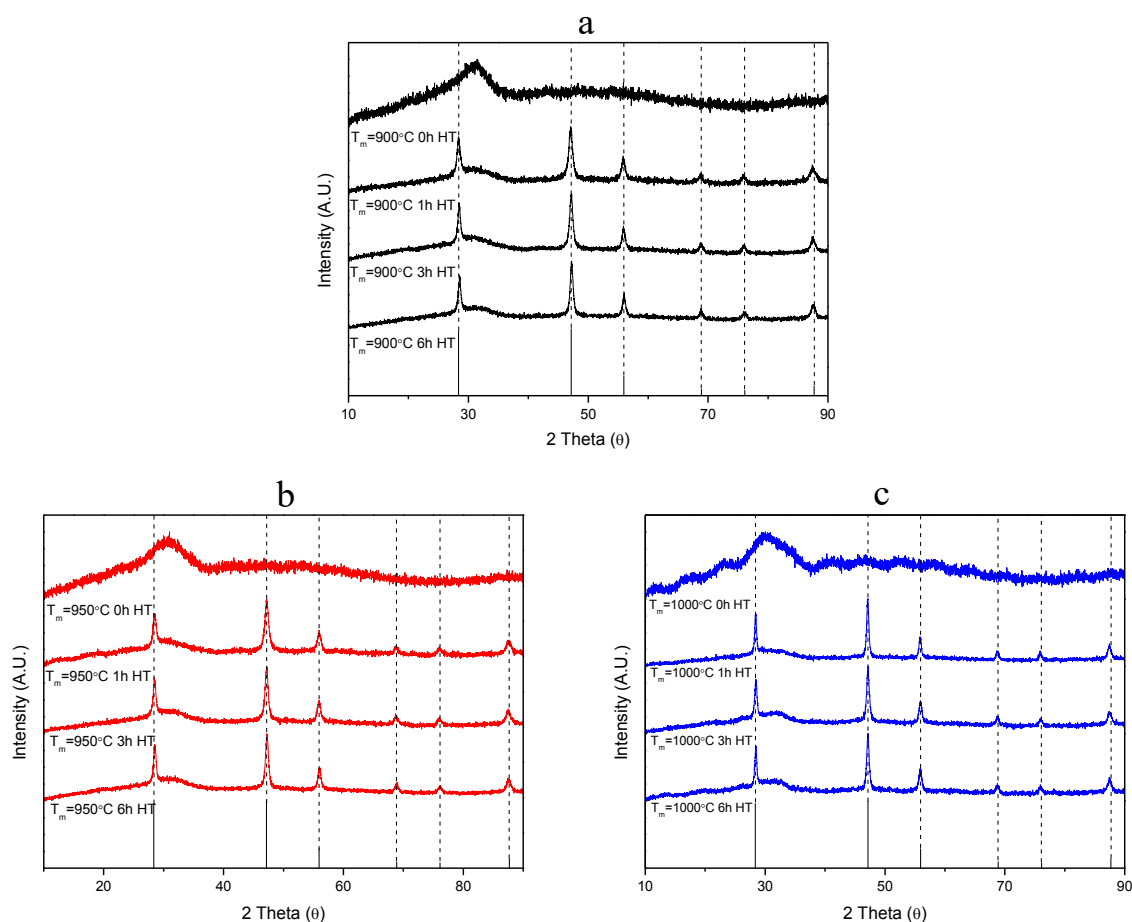 a
Intensity (A.U.)
Tₘ=900°C 0h HT
Tₘ=900°C 1h HT
Tₘ=900°C 3h HT
Tₘ=900°C 6h HT
10 30 50 70 90
2 Theta (θ)
b
Intensity (A.U.)
Tₘ=950°C 0h HT
Tₘ=950°C 1h HT
Tₘ=950°C 3h HT
Tₘ=950°C 6h HT
20 40 60 80
2 Theta (θ)
c
Intensity (A.U.)
Tₘ=1000°C 0h HT
Tₘ=1000°C 1h HT
Tₘ=1000°C 3h HT
Tₘ=1000°C 6h HT
10 30 50 70 90
2 Theta (θ)